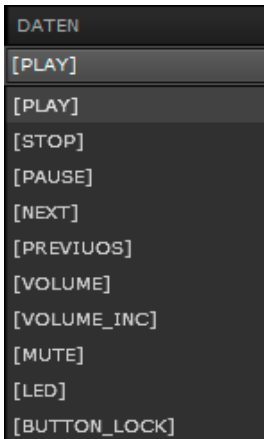 DATEN
[PLAY]
[PLAY]
[STOP]
[PAUSE]
[NEXT]
[PREVIUOS]
[VOLUME]
[VOLUME_INC]
[MUTE]
[LED]
[BUTTON_LOCK]